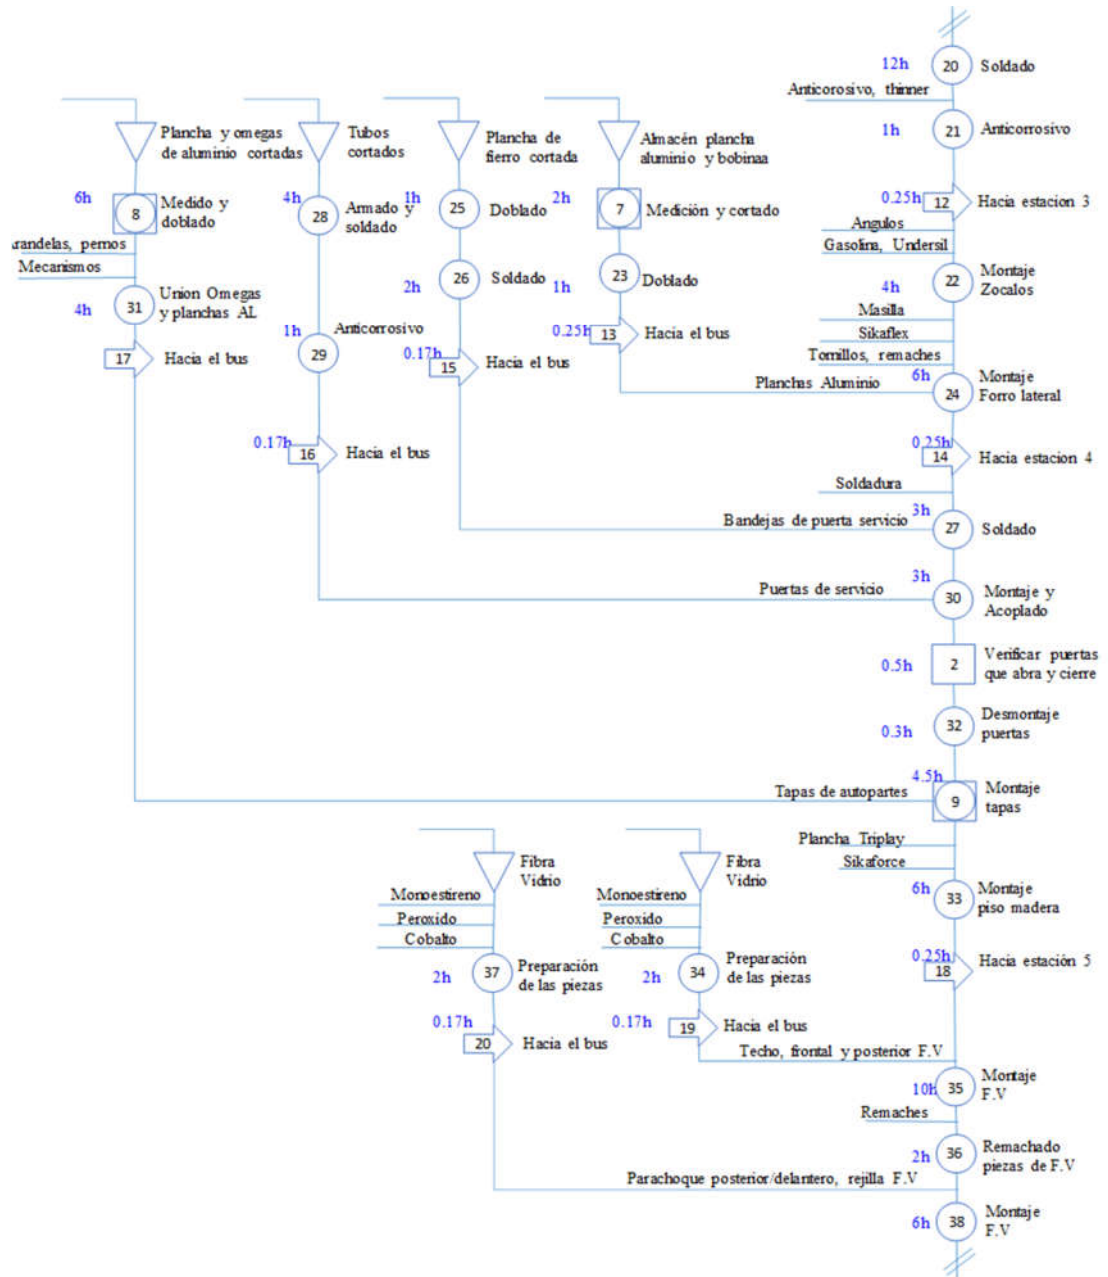 12h
20
Soldado
Anticorosivo, thinner
1h
21
Anticorrosivo
0.25h
12
Hacia estacion 3
Angulos
Gasolina, Undersil
4h
22
Montaje
Zocalos
Masilla
Sikaflex
Tornillos, remaches
Plancha y omegas
de aluminio cortadas
6h
8
Medido y
doblado
arandelas, pernos
Mecanismos
4h
31
Union Omegas
y planchas AL
17
Hacia el bus
Tubos
cortados
4h
28
Armado y
soldado
1h
29
Anticorrosivo
0.17h
16
Hacia el bus
Plancha de
fierro cortada
1h
25
Doblado
2h
26
Soldado
0.17h
15
Hacia el bus
Almacén plancha
aluminio y bobinaa
2h
7
Medición y cortado
1h
23
Doblado
0.25h
13
Hacia el bus
Planchas Aluminio
6h
24
Montaje
Forro lateral
0.25h
14
Hacia estacion 4
Soldadura
Bandejas de puerta servicio
3h
27
Soldado
Puertas de servicio
3h
30
Montaje y
Acoplado
0.5h
2
Verificar puertas
que abra y cierre
0.3h
32
Desmontaje
puertas
Tapas de autopartes
4.5h
9
Montaje
tapas
Plancha Triplay
Sikaforce
6h
33
Montaje
piso madera
0.25h
18
Hacia estación 5
Fibra
Vidrio
Monoestireno
Peroxido
Cobalto
2h
37
Preparación
de las piezas
0.17h
20
Hacia el bus
Fibra
Vidrio
Monoestireno
Peroxido
Cobalto
2h
34
Preparación
de las piezas
0.17h
19
Hacia el bus
Techo, frontal y posterior F.V
10h
35
Montaje
F.V
Remaches
2h
36
Remachado
piezas de F.V
Parachoque posterior/delantero, rejilla F.V
6h
38
Montaje
F.V